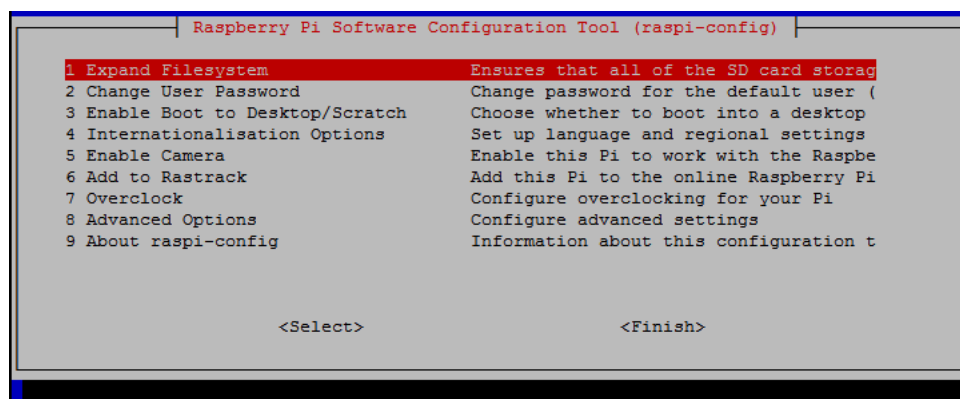 Raspberry Pi Software Configuration Tool (raspi-config)
1 Expand Filesystem Ensures that all of the SD card storag
2 Change User Password Change password for the default user (
3 Enable Boot to Desktop/Scratch Choose whether to boot into a desktop
4 Internationalisation Options Set up language and regional settings
5 Enable Camera Enable this Pi to work with the Raspbe
6 Add to Rastrack Add this Pi to the online Raspberry Pi
7 Overclock Configure overclocking for your Pi
8 Advanced Options Configure advanced settings
9 About raspi-config Information about this configuration t
<Select> <Finish>